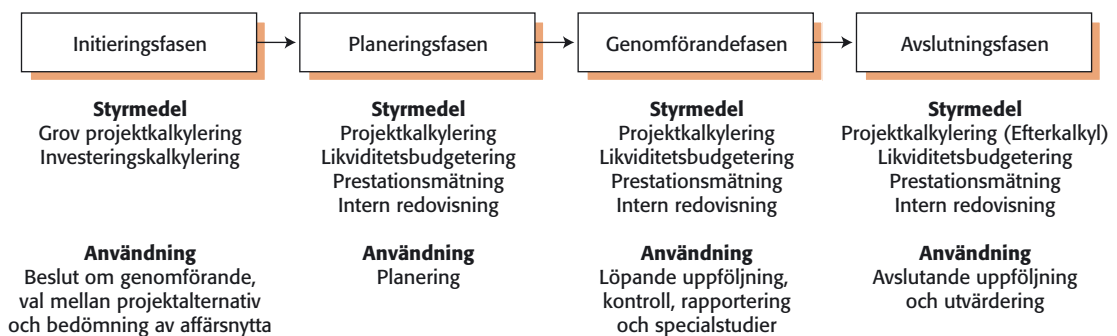 Initieringsfasen
Planeringsfasen
Genomförandefasen
Avslutningsfasen
Styrmedel
Grov projektkalkylering
Investeringskalkylering
Styrmedel
Projektkalkylering
Likviditetsbudgetering
Prestationsmätning
Intern redovisning
Styrmedel
Projektkalkylering
Likviditetsbudgetering
Prestationsmätning
Intern redovisning
Styrmedel
Projektkalkylering (Efterkalkyl)
Likviditetsbudgetering
Prestationsmätning
Intern redovisning
Användning
Beslut om genomförande,
val mellan projektalternativ
och bedömning av affärsnytta
Användning
Planering
Användning
Löpande uppföljning,
kontroll, rapportering
och specialstudier
Användning
Avslutande uppföljning
och utvärdering